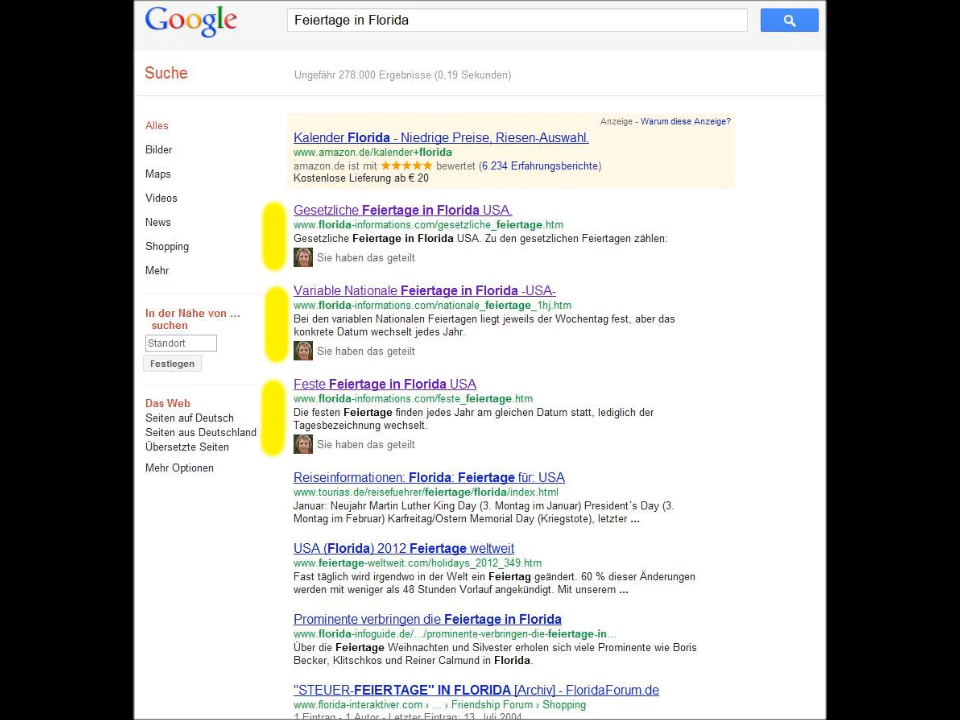 Google
Feiertage in Florida
Suche
Ungefähr 278.000 Ergebnisse (0,19 Sekunden)
Alles
Bilder
Maps
Videos
News
Shopping
Mehr
In der Nähe von ...
suchen
Standort
Festlegen
Das Web
Seiten auf Deutsch
Seiten aus Deutschland
Übersetzte Seiten
Mehr Optionen
Anzeige - Warum diese Anzeige?
Kalender Florida - Niedrige Preise, Riesen-Auswahl.
www.amazon.de/kalender+florida
amazon.de ist mit ★★★★★ bewertet (6.234 Erfahrungsberichte)
Kostenlose Lieferung ab € 20
Gesetzliche Feiertage in Florida USA.
www.florida-informations.com/gesetzliche_feiertage.htm
Gesetzliche Feiertage in Florida USA. Zu den gesetzlichen Feiertagen zählen:
Sie haben das geteilt
Variable Nationale Feiertage in Florida -USA-
www.florida-informations.com/nationale_feiertage_1hj.htm
Bei den variablen Nationalen Feiertagen liegt jeweils der Wochentag fest, aber das
konkrete Datum wechselt jedes Jahr.
Sie haben das geteilt
Feste Feiertage in Florida USA
www.florida-informations.com/feste_feiertage.htm
Die festen Feiertage finden jedes Jahr am gleichen Datum statt, lediglich der
Tagesbezeichnung wechselt.
Sie haben das geteilt
Reiseinformationen: Florida: Feiertage für: USA
www.tourias.de/reisefuehrer/feiertage/florida/index.html
Januar: Neujahr Martin Luther King Day (3. Montag im Januar) President´s Day (3.
Montag im Februar) Karfreitag/Ostern Memorial Day (Kriegstote), letzter ...
USA (Florida) 2012 Feiertage weltweit
www.feiertage-weltweit.com/holidays_2012_349.htm
Fast täglich wird irgendwo in der Welt ein Feiertag geändert. 60 % dieser Änderungen
werden mit weniger als 48 Stunden Vorlauf angekündigt. Mit unserem ...
Prominente verbringen die Feiertage in Florida
www.florida-infoguide.de/.../prominente-verbringen-die-feiertage-in...
Über die Feiertage Weihnachten und Silvester erholen sich viele Prominente wie Boris
Becker, Klitschkos und Reiner Calmund in Florida.
"STEUER-FEIERTAGE" IN FLORIDA [Archiv] - FloridaForum.de
www.florida-interaktiver.com › ... › Friendship Forum › Shopping
1 Eintrag - 1 Autor - Letzter Eintrag: 13. Juli 2004